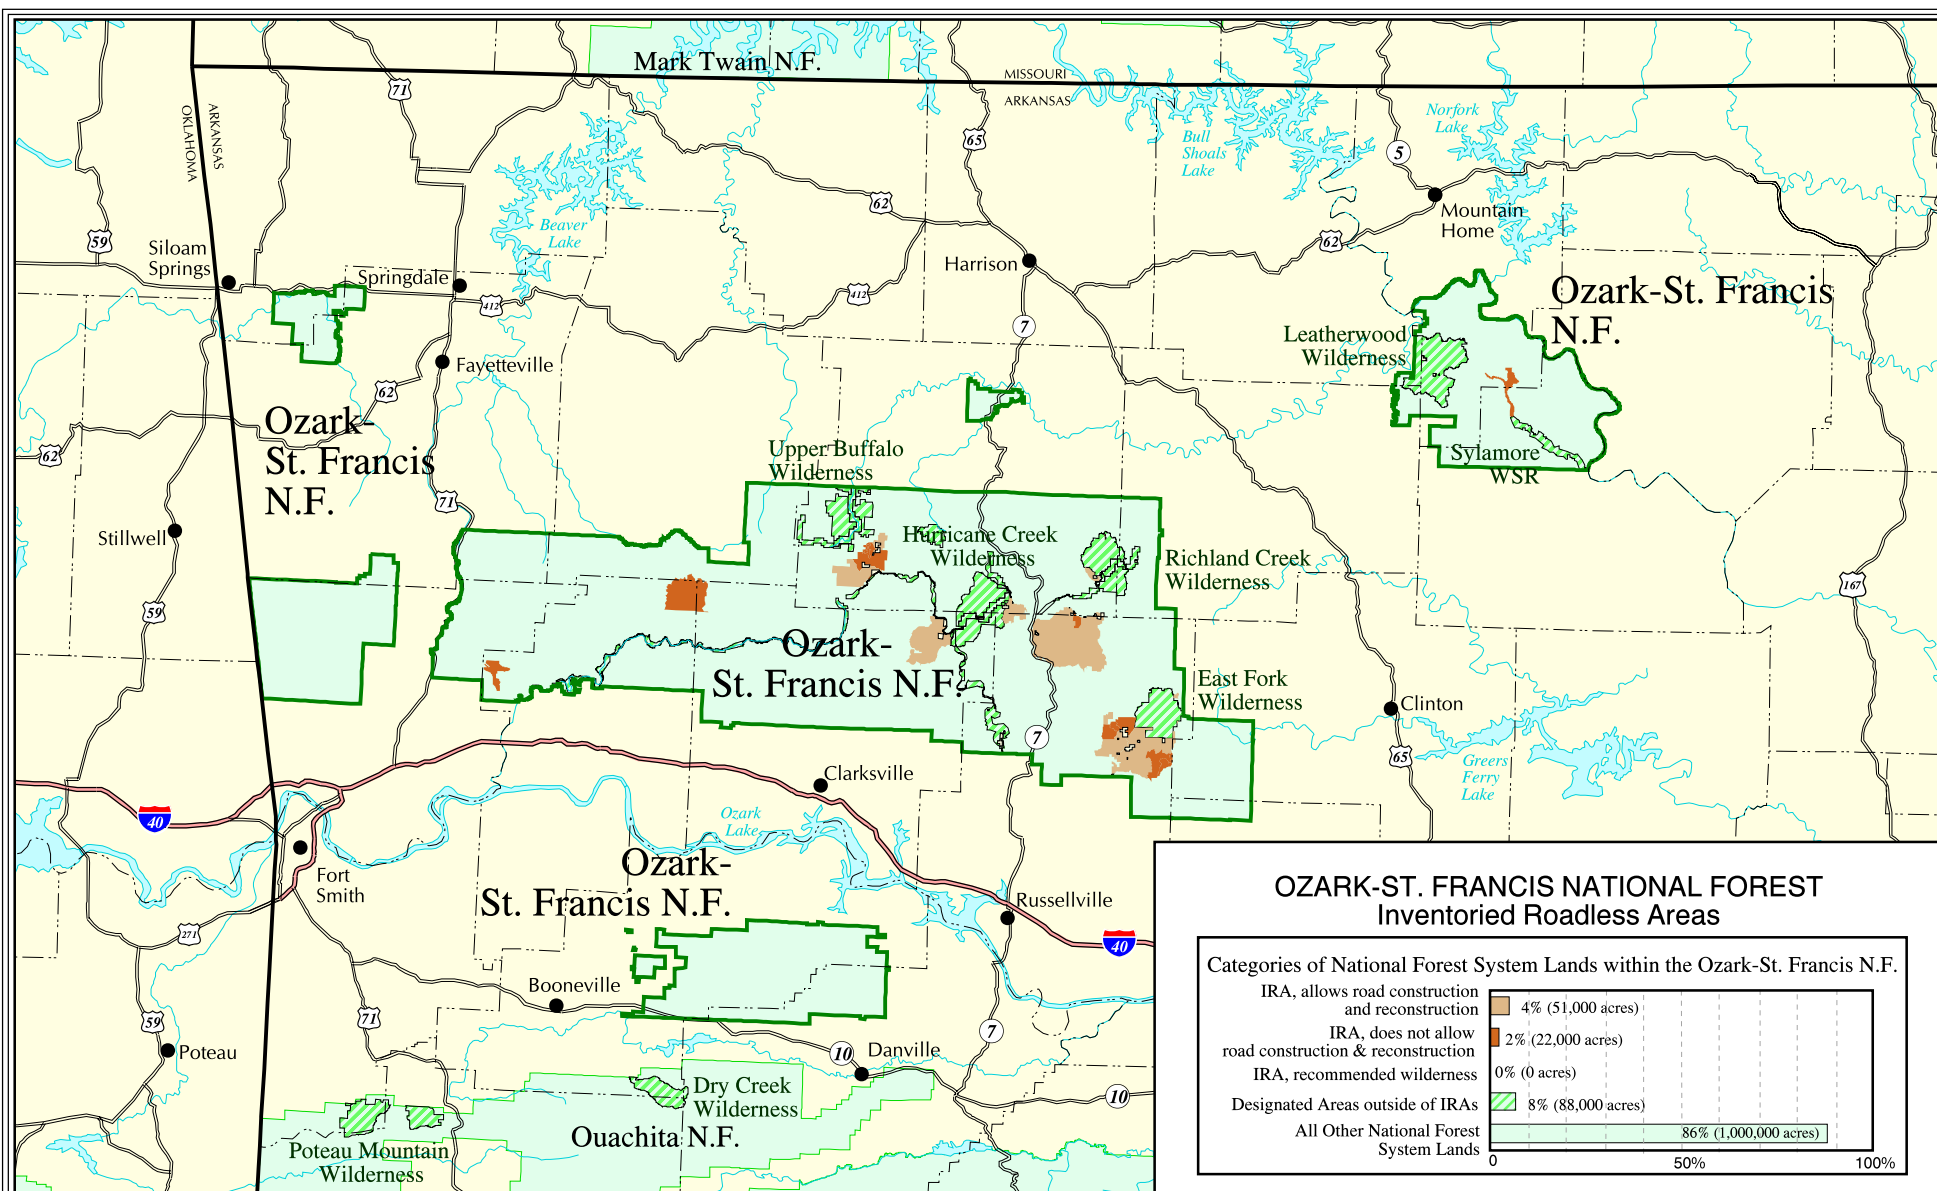 Mark Twain N.F.
MISSOURI
ARKANSAS
71
OKLAHOMA
ARKANSAS
65
Bull
Shoals
Lake
Norfork
Lake
5
62
Mountain
Home
59
Siloam
Springs
Beaver
Lake
62
Springdale
412
Harrison
412
7
Ozark-St. Francis
N.F.
Leatherwood
Wilderness
Fayetteville
62
Ozark-
St. Francis
N.F.
62
Upper Buffalo
Wilderness
Sylamore
WSR
71
Stillwell
Hurricane Creek
Wilderness
Richland Creek
Wilderness
167
59
Ozark-
St. Francis N.F.
East Fork
Wilderness
Clinton
7
65
Greers
Ferry
Lake
Clarksville
40
Ozark
Lake
Ozark-
St. Francis N.F.
Fort
Smith
Russellville
271
40
Booneville
59
71
7
Poteau
10
Danville
10
Dry Creek
Wilderness
Ouachita N.F.
Poteau Mountain
Wilderness
OZARK-ST. FRANCIS NATIONAL FOREST
Inventoried Roadless Areas
Categories of National Forest System Lands within the Ozark-St. Francis N.F.
IRA, allows road construction
and reconstruction
4% (51,000 acres)
IRA, does not allow
road construction & reconstruction
2% (22,000 acres)
IRA, recommended wilderness
0% (0 acres)
Designated Areas outside of IRAs
8% (88,000 acres)
All Other National Forest
System Lands
86% (1,000,000 acres)
0
50%
100%